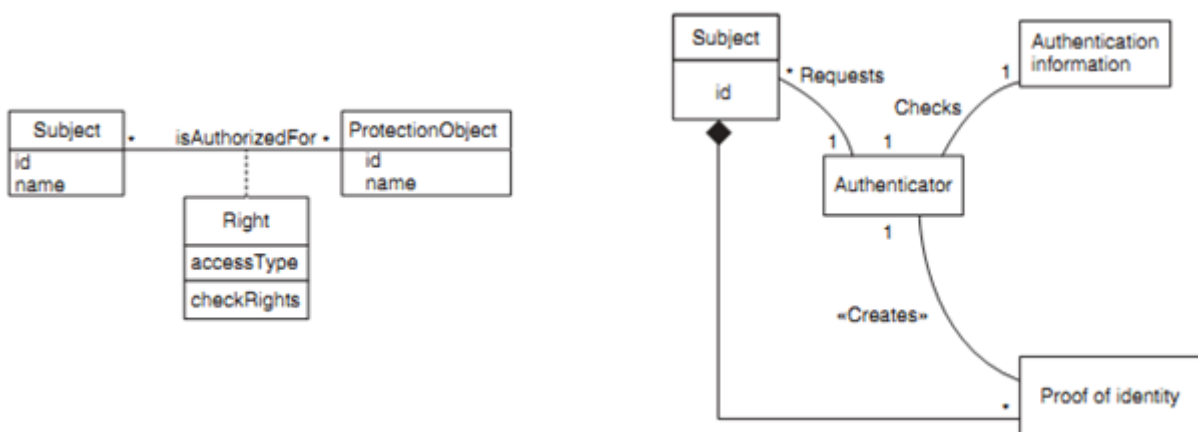 Subject
id
name
* isAuthorizedFor *
ProtectionObject
id
name
Right
accessType
checkRights
Subject
id
* Requests
1
Authentication
information
1
Checks
1
Authenticator
1
«Creates»
Proof of identity
*